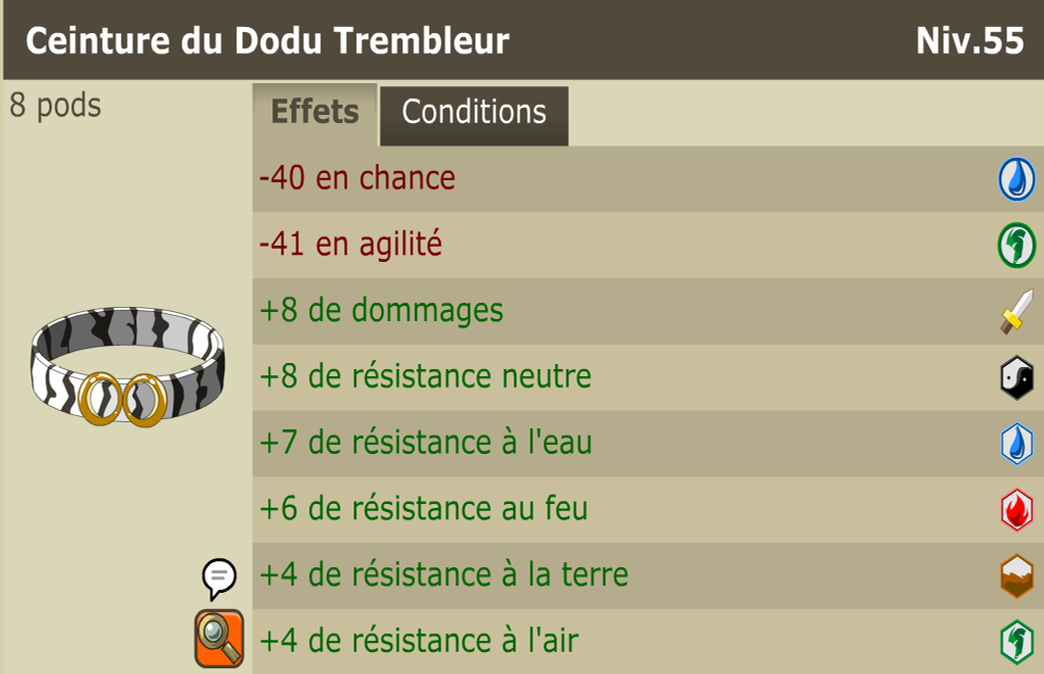 Ceinture du Dodu Trembleur Niv.55
8 pods
Effets Conditions
-40 en chance
-41 en agilité
+8 de dommages
+8 de résistance neutre
+7 de résistance à l'eau
+6 de résistance au feu
+4 de résistance à la terre
+4 de résistance à l'air